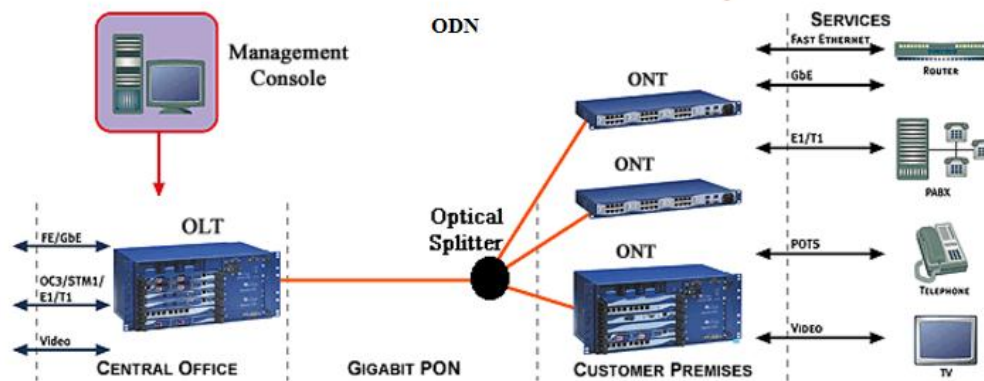 ODN
SERVICES
Management
Console
FAST ETHERNET
ROUTER
ONT
GBE
ONT
E1/T1
PABX
OLT
Optical
Splitter
ONT
FE/GbE
POTS
OC3/STM1/
E1/T1
TELEPHONE
Video
VIDEO
CENTRAL OFFICE
GIGABIT PON
CUSTOMER PREMISES
TV